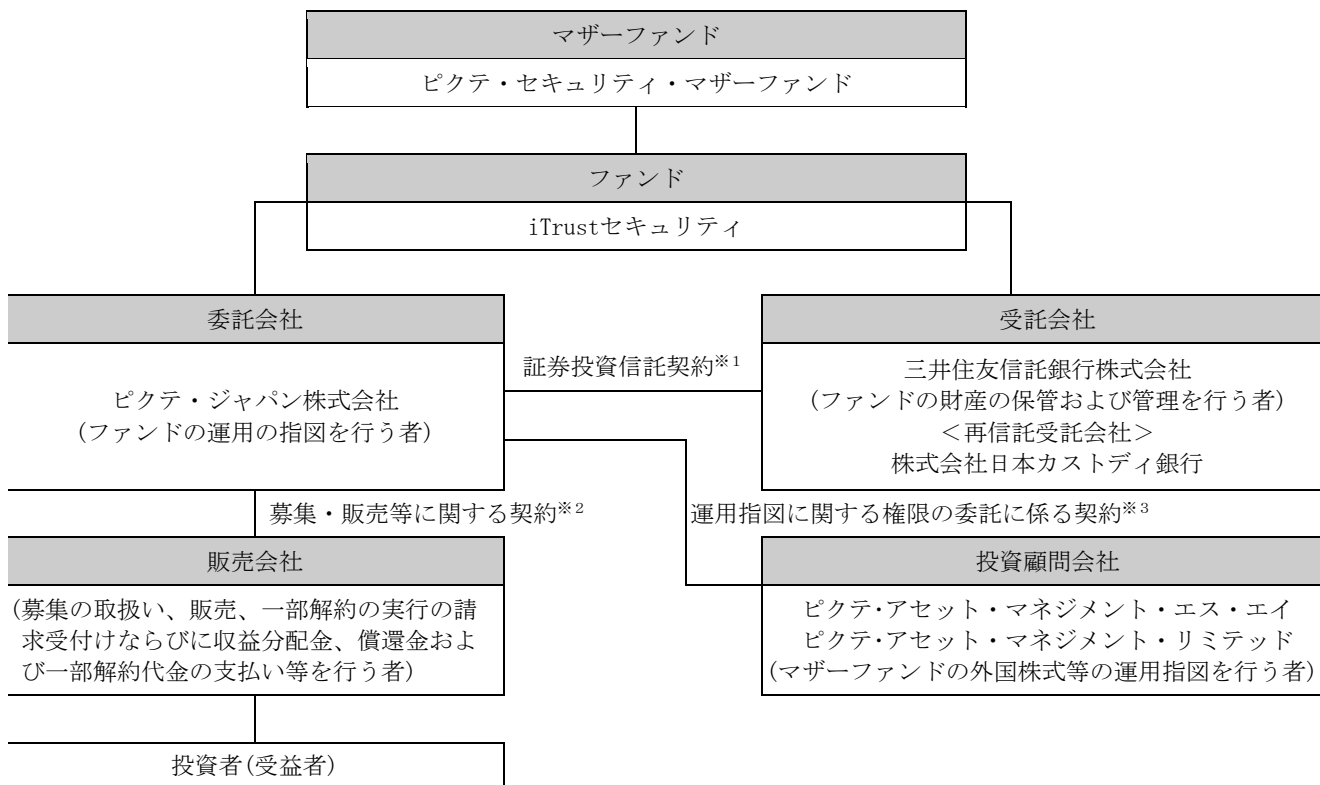 マザーファンド
ピクテ・セキュリティ・マザーファンド
ファンド
iTrustセキュリティ
委託会社
ピクテ・ジャパン株式会社
(ファンドの運用の指図を行う者)
証券投資信託契約※1
受託会社
三井住友信託銀行株式会社
(ファンドの財産の保管および管理を行う者)
＜再信託受託会社＞
株式会社日本カストディ銀行
募集・販売等に関する契約※2
運用指図に関する権限の委託に係る契約※3
販売会社
(募集の取扱い、販売、一部解約の実行の請
求受付けならびに収益分配金、償還金およ
び一部解約代金の支払い等を行う者)
投資顧問会社
ピクテ・アセット・マネジメント・エス・エイ
ピクテ・アセット・マネジメント・リミテッド
(マザーファンドの外国株式等の運用指図を行う者)
投資者(受益者)